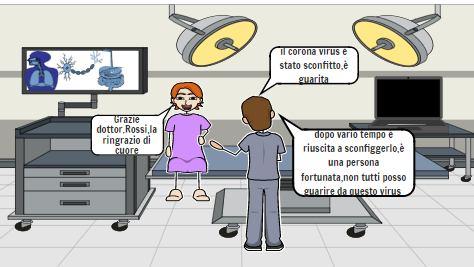 il corona virus è
stato sconfitto,è
guarita
Grazie
dottor,Rossi,la
ringrazio di
cuore
dopo vario tempo è
riuscita a sconfiggerlo,è
una persona
fortunata,non tutti posso
guarire da questo virus